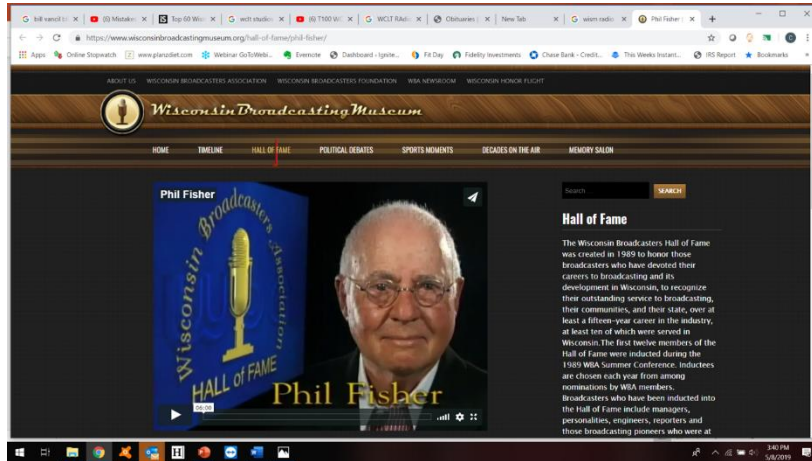 bill vancil bl
(6) Mistakes
Top 60 Wis
wclt studios
(6) T160 WC
WCLT RAdi
Obituaries |
New Tab
wism radio
Phil Fisher |
https://www.wisconsinbroadcastingmuseum.org/hall-of-fame/phil-fisher/
Apps
Online Stopwatch
www.planzdiet.com
Webinar GoToWebi...
Evernote
Dashboard - Ignite...
Fit Day
Fidelity Investments
Chase Bank - Credit...
This Weeks Instant...
IRS Report
Bookmarks
ABOUT US WISCONSIN BROADCASTERS ASSOCIATION WISCONSIN BROADCASTERS FOUNDATION WBA NEWSROOM WISCONSIN HONOR FLIGHT
Wisconsin Broadcasting Museum
HOME TIMELINE HALL OF FAME POLITICAL DEBATES SPORTS MOMENTS DECADES ON THE AIR MEMORY SALON
Phil Fisher
Wisconsin Broadcasters Association
HALL OF FAME
Phil Fisher
06:08
Search
SEARCH
Hall of Fame
The Wisconsin Broadcasters Hall of Fame
was created in 1989 to honor those
broadcasters who have devoted their
careers to broadcasting and its
development in Wisconsin, to recognize
their outstanding service to broadcasting,
their communities, and their state, over at
least a fifteen-year career in the industry,
at least ten of which were served in
Wisconsin.The first twelve members of the
Hall of Fame were inducted during the
1989 WBA Summer Conference. Inductees
are chosen each year from among
nominations by WBA members.
Broadcasters who have been inducted into
the Hall of Fame include managers,
personalities, engineers, reporters and
those broadcasting pioneers who were at
3:40 PM
5/8/2019